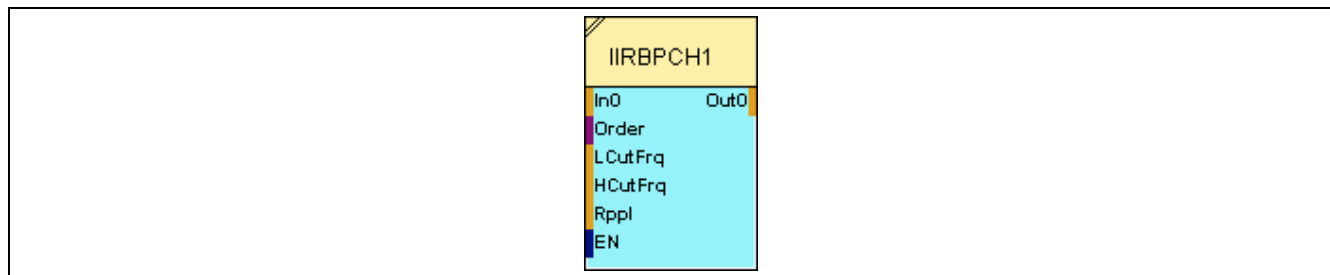 IIRBPCH1
In0 Out0
Order
LCutFrq
HCutFrq
Rppl
EN